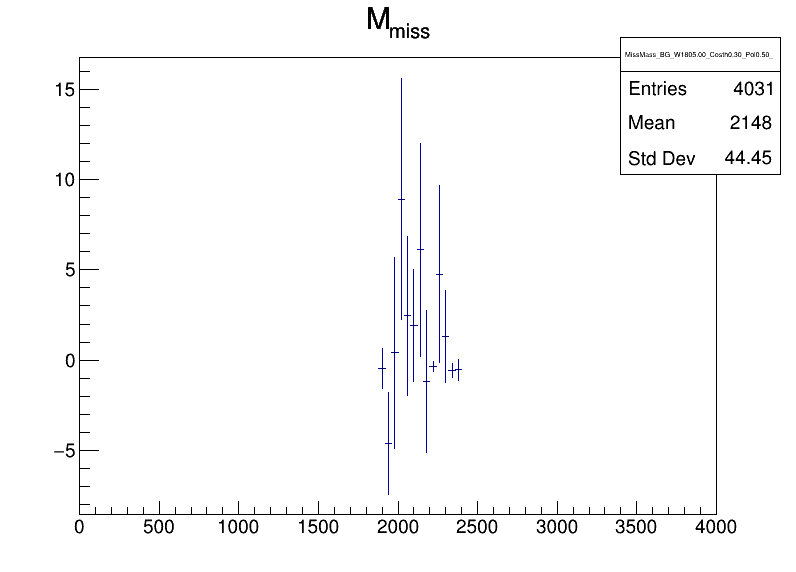 M_miss
MissMass_BG_W1805.00_Costh0.30_Pol0.50_
Entries 4031
Mean 2148
Std Dev 44.45
15
10
5
0
−5
0 500 1000 1500 2000 2500 3000 3500 4000